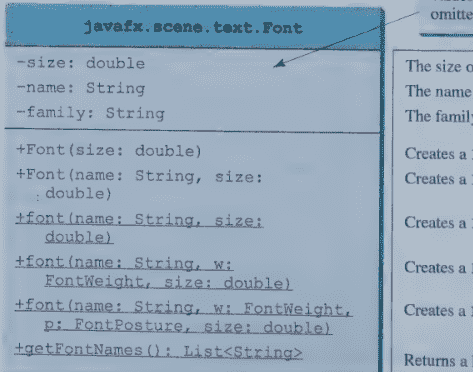 omitte
javafx.scene.text.Font
-size: double
-name: String
-family: String
The size o
The name
The family
+Font(size: double)
+Font(name: String, size:
double)
+font(name: String, size:
double)
+font(name: String, w:
FontWeight, size: double)
+font(name: String, w: FontWeight,
p: FontPosture, size: double)
+getFontNames(): List<String>
Creates a
Creates a
Creates a
Creates a
Creates a
Returns a